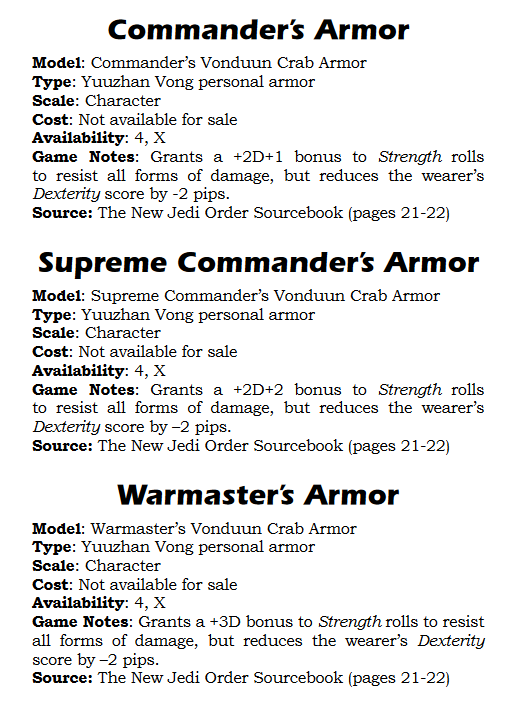 Commander's Armor
Model: Commander's Vonduun Crab Armor
Type: Yuuzhan Vong personal armor
Scale: Character
Cost: Not available for sale
Availability: 4, X
Game Notes: Grants a +2D+1 bonus to Strength rolls
to resist all forms of damage, but reduces the wearer's
Dexterity score by -2 pips.
Source: The New Jedi Order Sourcebook (pages 21-22)
Supreme Commander's Armor
Model: Supreme Commander's Vonduun Crab Armor
Type: Yuuzhan Vong personal armor
Scale: Character
Cost: Not available for sale
Availability: 4, X
Game Notes: Grants a +2D+2 bonus to Strength rolls
to resist all forms of damage, but reduces the wearer's
Dexterity score by –2 pips.
Source: The New Jedi Order Sourcebook (pages 21-22)
Warmaster's Armor
Model: Warmaster's Vonduun Crab Armor
Type: Yuuzhan Vong personal armor
Scale: Character
Cost: Not available for sale
Availability: 4, X
Game Notes: Grants a +3D bonus to Strength rolls to resist
all forms of damage, but reduces the wearer's Dexterity
score by –2 pips.
Source: The New Jedi Order Sourcebook (pages 21-22)